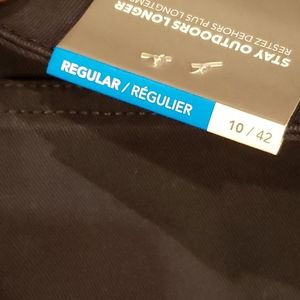 STAY OUTDOORS LONGER
RESTEZ DEHORS PLUS LONGTEMPS
REGULAR / RÉGULIER
10 / 42